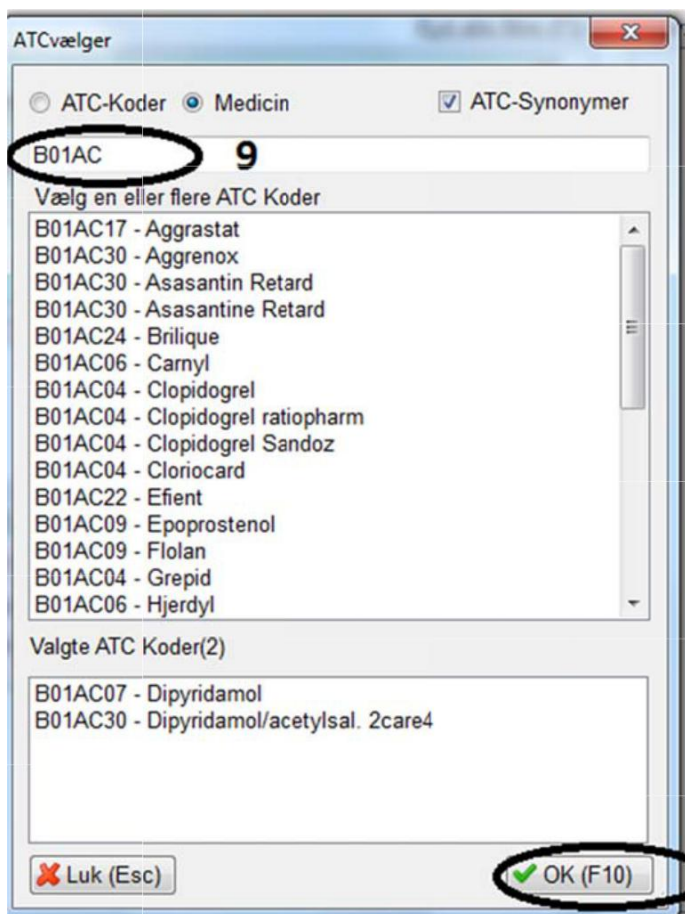 ATCvælger
ATC-Koder Medicin ATC-Synonymer
B01AC 9
Vælg en eller flere ATC Koder
B01AC17 - Aggrastat
B01AC30 - Aggrenox
B01AC30 - Asasantin Retard
B01AC30 - Asasantine Retard
B01AC24 - Brilique
B01AC06 - Carnyl
B01AC04 - Clopidogrel
B01AC04 - Clopidogrel ratiopharm
B01AC04 - Clopidogrel Sandoz
B01AC04 - Cloriocard
B01AC22 - Efient
B01AC09 - Epoprostenol
B01AC09 - Flolan
B01AC04 - Grepid
B01AC06 - Hjerdyl
Valgte ATC Koder(2)
B01AC07 - Dipyridamol
B01AC30 - Dipyridamol/acetylsal. 2care4
Luk (Esc) OK (F10)